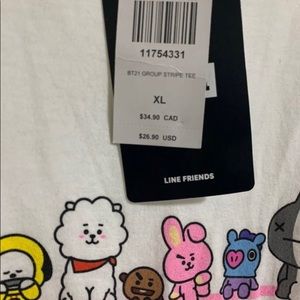 11754331
BT21 GROUP STRIPE TEE
XL
$34.90 CAD
$26.90 USD
LINE FRIENDS